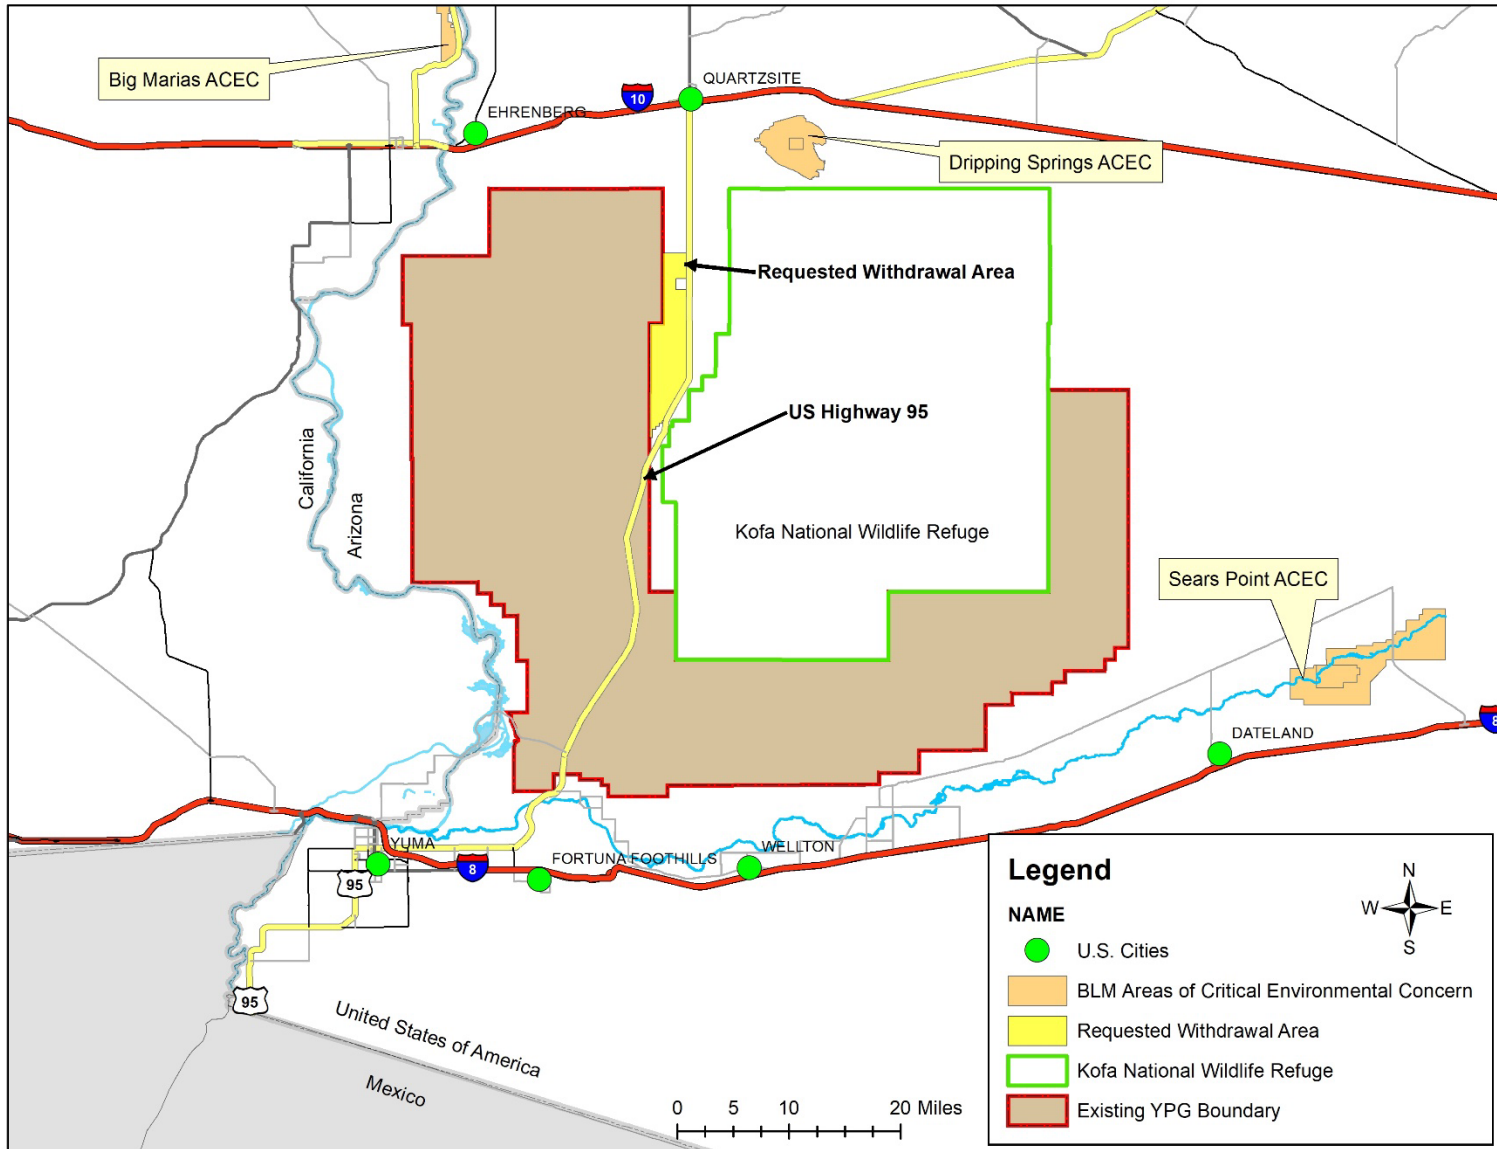 Big Marias ACEC
10
QUARTZSITE
EHRENBERG
Dripping Springs ACEC
Requested Withdrawal Area
US Highway 95
California
Arizona
Kofa National Wildlife Refuge
Sears Point ACEC
8
DATELAND
YUMA
95
8
FORTUNA FOOTHILLS
WELLTON
95
United States of America
Mexico
0 5 10 20 Miles
Legend
NAME
U.S. Cities
BLM Areas of Critical Environmental Concern
Requested Withdrawal Area
Kofa National Wildlife Refuge
Existing YPG Boundary
N
W E
S